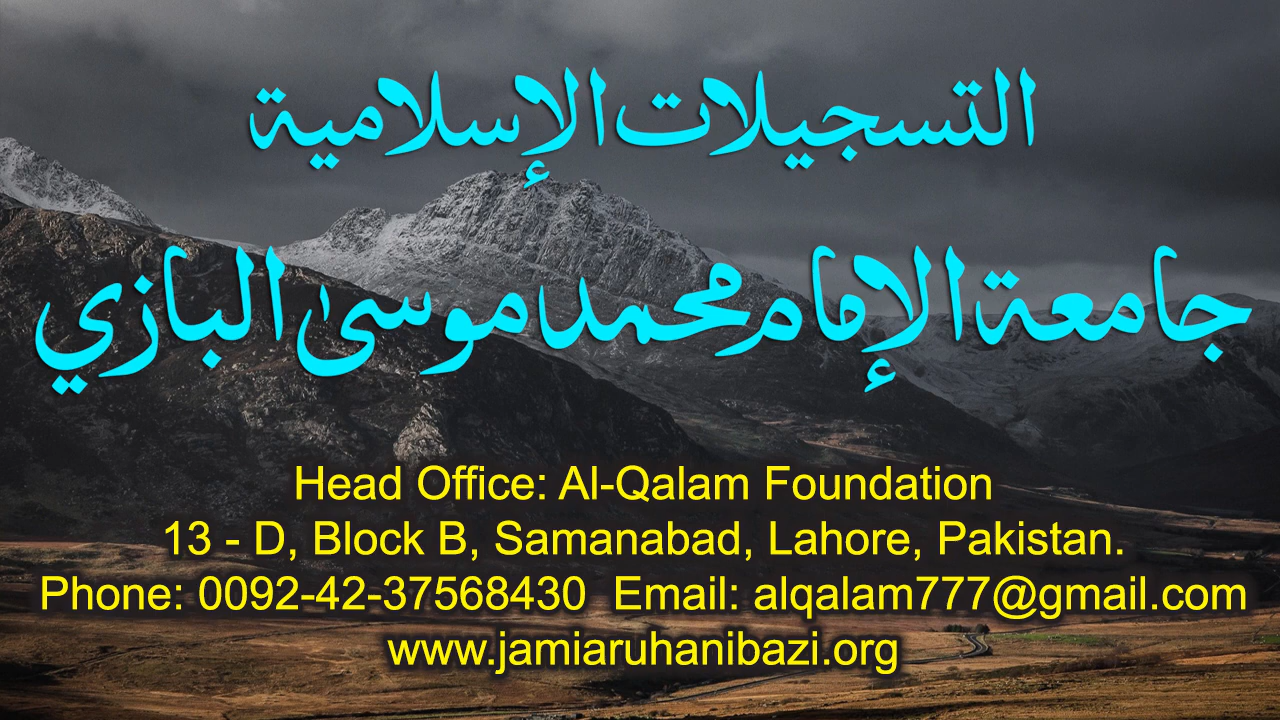 التسجيلات الإسلامية
جامعة الإمام محمد موسىٰ البازي
Head Office: Al-Qalam Foundation
13 - D, Block B, Samanabad, Lahore, Pakistan.
Phone: 0092-42-37568430 Email: alqalam777@gmail.com
www.jamiaruhanibazi.org